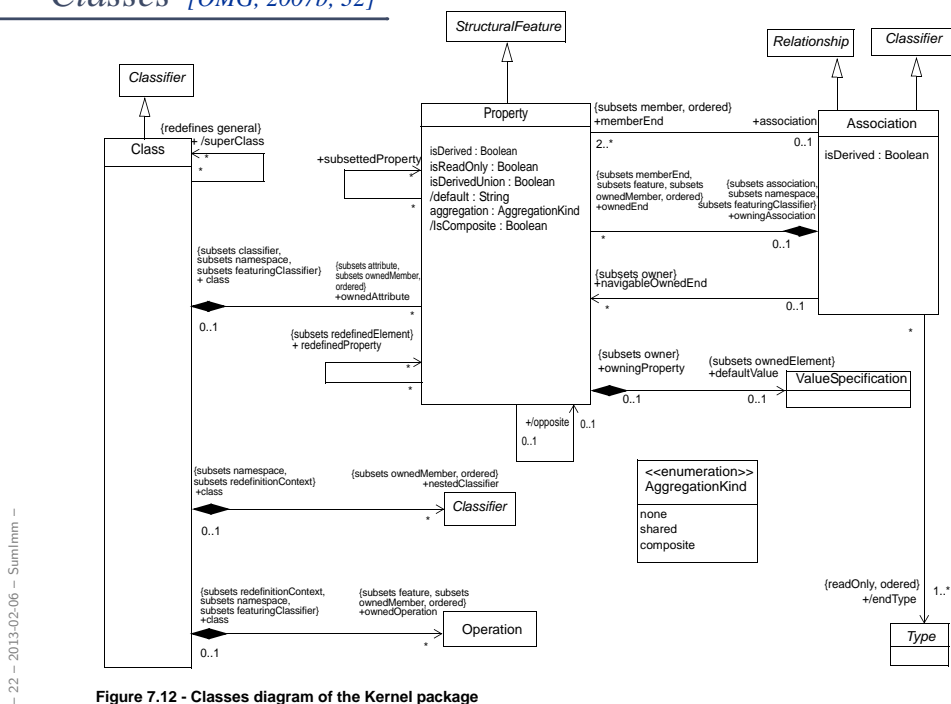 Classes [OMG, 2007b, 32]
StructuralFeature
Relationship
Classifier
Classifier
Property
isDerived : Boolean
isReadOnly : Boolean
isDerivedUnion : Boolean
/default : String
aggregation : AggregationKind
/IsComposite : Boolean
{subsets member, ordered}
+memberEnd
+association
2..*
0..1
Association
isDerived : Boolean
Class
{redefines general}
+ /superClass
*
*
+subsettedProperty
*
*
{subsets memberEnd,
subsets feature, subsets
ownedMember, ordered}
+ownedEnd
*
{subsets association,
subsets namespace,
subsets featuringClassifier}
+owningAssociation
0..1
{subsets classifier,
subsets namespace,
subsets featuringClassifier}
+ class
0..1
{subsets attribute,
subsets ownedMember,
ordered}
+ownedAttribute
*
{subsets owner}
+navigableOwnedEnd
*
0..1
{subsets redefinedElement}
+ redefinedProperty
*
*
{subsets owner}
+owningProperty
0..1
(subsets ownedElement}
+defaultValue
0..1
ValueSpecification
*
+/opposite
0..1
0..1
<<enumeration>>
AggregationKind
none
shared
composite
{subsets namespace,
subsets redefinitionContext}
+class
0..1
{subsets ownedMember, ordered}
+nestedClassifier
*
Classifier
{subsets redefinitionContext,
subsets namespace,
subsets featuringClassifier}
+class
0..1
{subsets feature, subsets
ownedMember, ordered}
+ownedOperation
*
Operation
{readOnly, odered}
+/endType
1..*
Type
Figure 7.12 - Classes diagram of the Kernel package
– 22 – 2013-02-06 – Sumlmm –